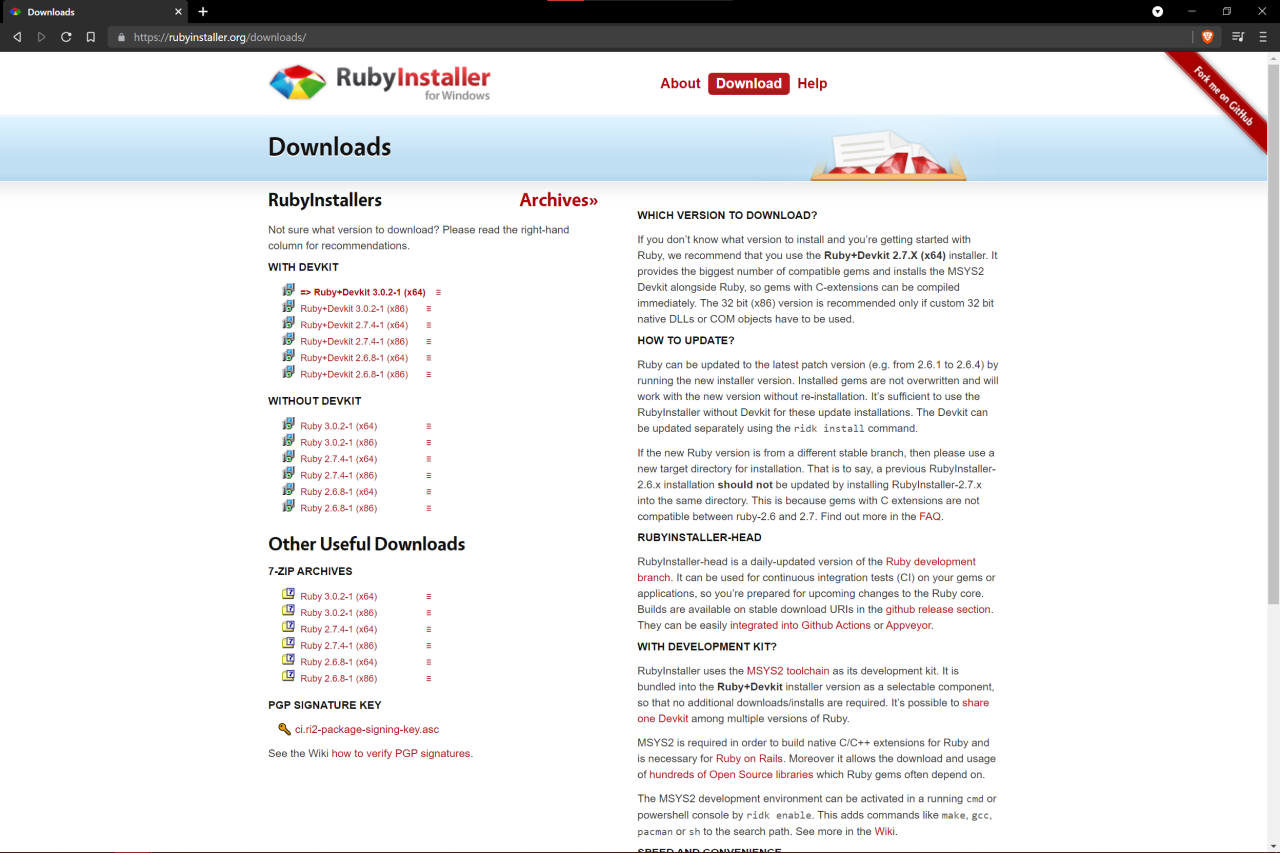 Downloads
https://rubyinstaller.org/downloads/
RubyInstaller
for Windows
About Download Help
Fork me on GitHub
Downloads
RubyInstallers Archives»
Not sure what version to download? Please read the right-hand
column for recommendations.
WITH DEVKIT
=> Ruby+Devkit 3.0.2-1 (x64)
Ruby+Devkit 3.0.2-1 (x86)
Ruby+Devkit 2.7.4-1 (x64)
Ruby+Devkit 2.7.4-1 (x86)
Ruby+Devkit 2.6.8-1 (x64)
Ruby+Devkit 2.6.8-1 (x86)
WITHOUT DEVKIT
Ruby 3.0.2-1 (x64)
Ruby 3.0.2-1 (x86)
Ruby 2.7.4-1 (x64)
Ruby 2.7.4-1 (x86)
Ruby 2.6.8-1 (x64)
Ruby 2.6.8-1 (x86)
Other Useful Downloads
7-ZIP ARCHIVES
Ruby 3.0.2-1 (x64)
Ruby 3.0.2-1 (x86)
Ruby 2.7.4-1 (x64)
Ruby 2.7.4-1 (x86)
Ruby 2.6.8-1 (x64)
Ruby 2.6.8-1 (x86)
PGP SIGNATURE KEY
ci.ri2-package-signing-key.asc
See the Wiki how to verify PGP signatures.
WHICH VERSION TO DOWNLOAD?
If you don't know what version to install and you're getting started with
Ruby, we recommend that you use the Ruby+Devkit 2.7.X (x64) installer. It
provides the biggest number of compatible gems and installs the MSYS2
Devkit alongside Ruby, so gems with C-extensions can be compiled
immediately. The 32 bit (x86) version is recommended only if custom 32 bit
native DLLs or COM objects have to be used.
HOW TO UPDATE?
Ruby can be updated to the latest patch version (e.g. from 2.6.1 to 2.6.4) by
running the new installer version. Installed gems are not overwritten and will
work with the new version without re-installation. It's sufficient to use the
RubyInstaller without Devkit for these update installations. The Devkit can
be updated separately using the ridk install command.
If the new Ruby version is from a different stable branch, then please use a
new target directory for installation. That is to say, a previous RubyInstaller-
2.6.x installation should not be updated by installing RubyInstaller-2.7.x
into the same directory. This is because gems with C extensions are not
compatible between ruby-2.6 and 2.7. Find out more in the FAQ.
RUBYINSTALLER-HEAD
RubyInstaller-head is a daily-updated version of the Ruby development
branch. It can be used for continuous integration tests (CI) on your gems or
applications, so you're prepared for upcoming changes to the Ruby core.
Builds are available on stable download URIs in the github release section.
They can be easily integrated into Github Actions or Appveyor.
WITH DEVELOPMENT KIT?
RubyInstaller uses the MSYS2 toolchain as its development kit. It is
bundled into the Ruby+Devkit installer version as a selectable component,
so that no additional downloads/installs are required. It's possible to share
one Devkit among multiple versions of Ruby.
MSYS2 is required in order to build native C/C++ extensions for Ruby and
is necessary for Ruby on Rails. Moreover it allows the download and usage
of hundreds of Open Source libraries which Ruby gems often depend on.
The MSYS2 development environment can be activated in a running cmd or
powershell console by ridk enable. This adds commands like make, gcc,
pacman or sh to the search path. See more in the Wiki.
SPEED AND CONVENIENCE